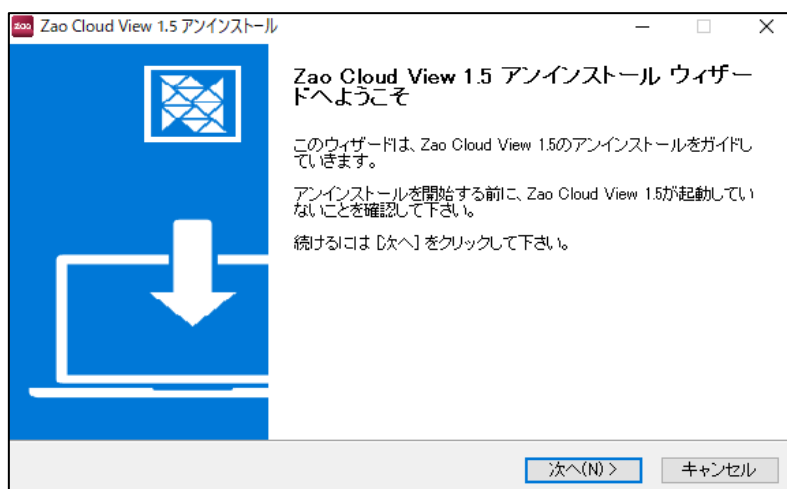 zao Zao Cloud View 1.5 アンインストール
Zao Cloud View 1.5 アンインストール ウィザー
ドへようこそ
このウィザードは、Zao Cloud View 1.5のアンインストールをガイドし
ていきます。
アンインストールを開始する前に、Zao Cloud View 1.5が起動してい
ないことを確認して下さい。
続けるには [次へ] をクリックして下さい。
次へ(N) >
キャンセル